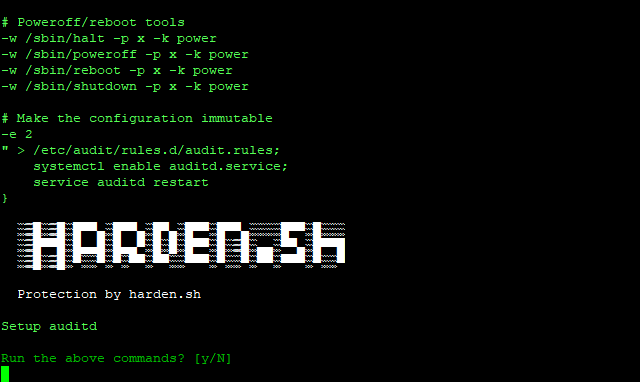 # Poweroff/reboot tools
-w /sbin/halt -p x -k power
-w /sbin/poweroff -p x -k power
-w /sbin/reboot -p x -k power
-w /sbin/shutdown -p x -k power
# Make the configuration immutable
-e 2
" > /etc/audit/rules.d/audit.rules;
systemctl enable auditd.service;
service auditd restart
}
HARDEN.sh
Protection by harden.sh
Setup auditd
Run the above commands? [y/N]